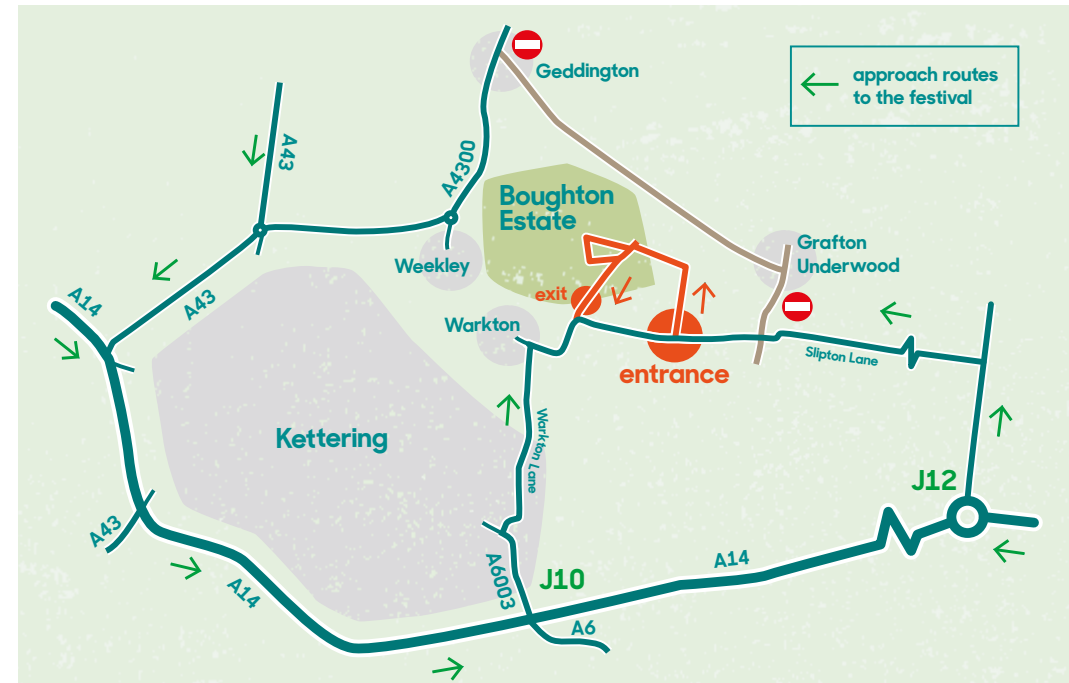 Geddington
approach routes
to the festival
A43
A4300
Boughton
Estate
Grafton
Underwood
Weekley
A14
A43
exit
Warkton
Slipton Lane
entrance
Kettering
Warkton Lane
J12
A43
A14
A6003
J10
A14
A6